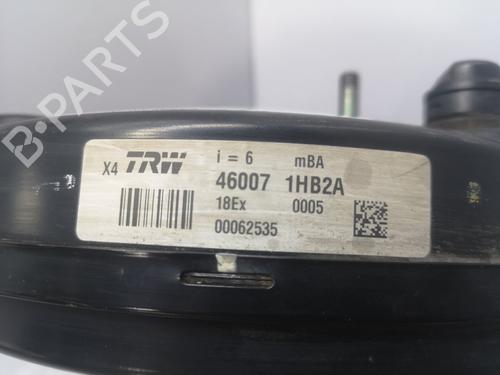 B-PARTS
X4 TRW i = 6 mBA
46007 1HB2A
18Ex 0005
00062535